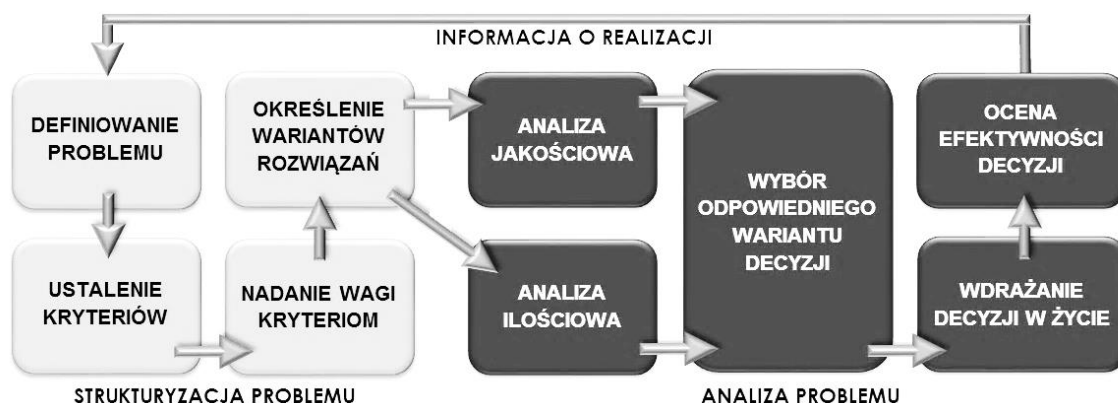 INFORMACJA O REALIZACJI
DEFINIOWANIE
PROBLEMU
USTALENIE
KRYTERIÓW
NADANIE WAGI
KRYTERIOM
OKREŚLENIE
WARIANTÓW
ROZWIĄZAŃ
ANALIZA
JAKOŚCIOWA
ANALIZA
ILOŚCIOWA
WYBÓR
ODPOWIEDNIEGO
WARIANTU
DECYZJI
WDRAŻANIE
DECYZJI W ŻYCIE
OCENA
EFEKTYWNOŚCI
DECYZJI
STRUKTURYZACJA PROBLEMU
ANALIZA PROBLEMU